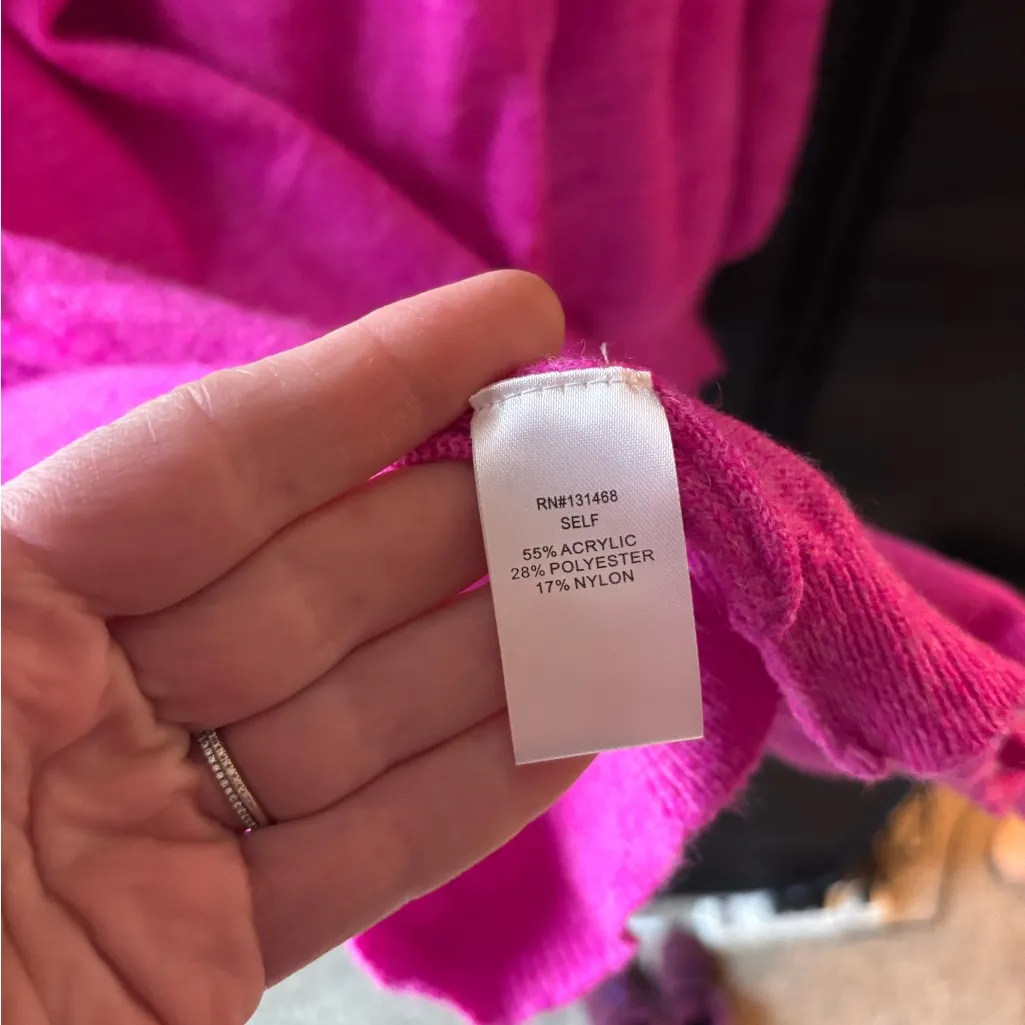 RN#131468
SELF
55% ACRYLIC
28% POLYESTER
17% NYLON